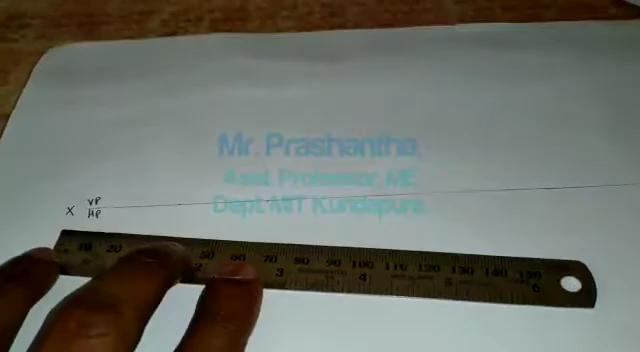 Mr. Prashantha
Asst. Professor, ME
Dept. MIT Kundapura
X VP
HP
10 20 50 60 70 80 90 100 110 120 130 140 150
2 3 4 5 6